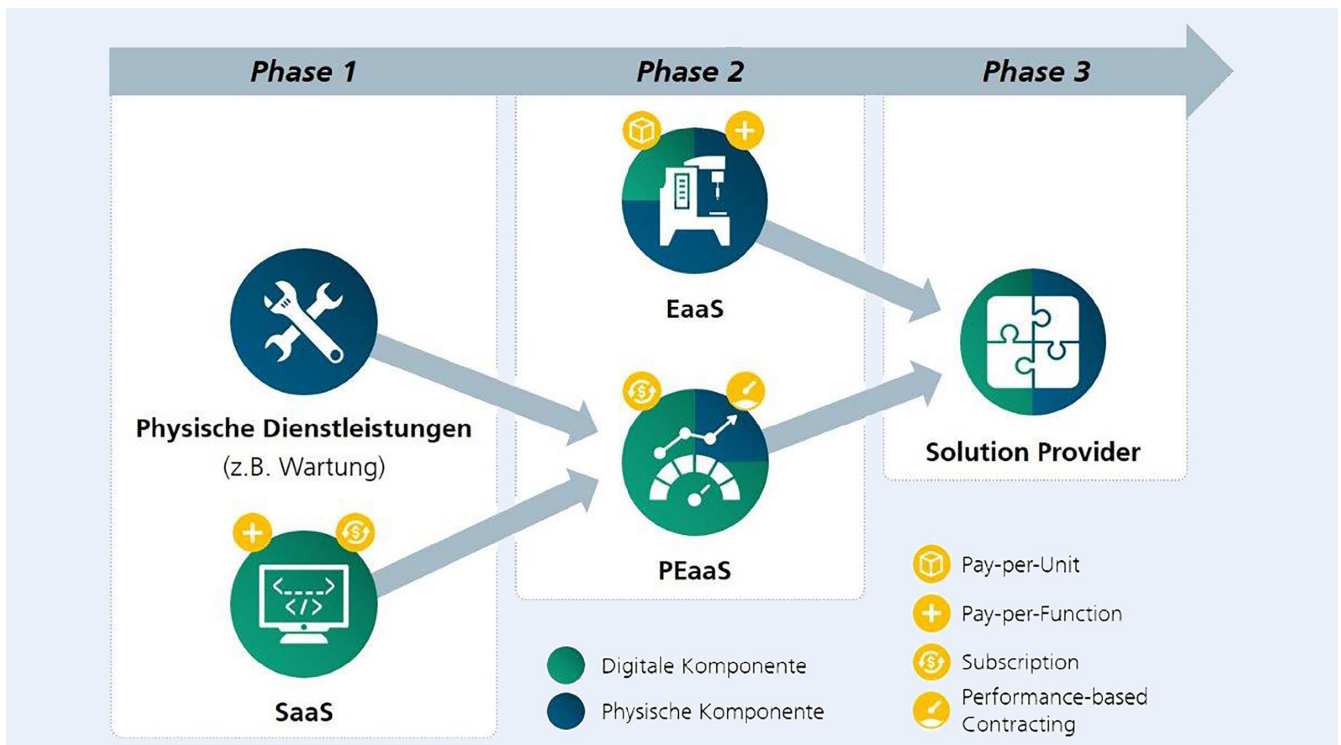 Phase 1
Phase 2
Phase 3
EaaS
Physische Dienstleistungen
(z.B. Wartung)
Solution Provider
PEaaS
SaaS
<____>
</>
Digitale Komponente
Physische Komponente
Pay-per-Unit
Pay-per-Function
Subscription
Performance-based
Contracting